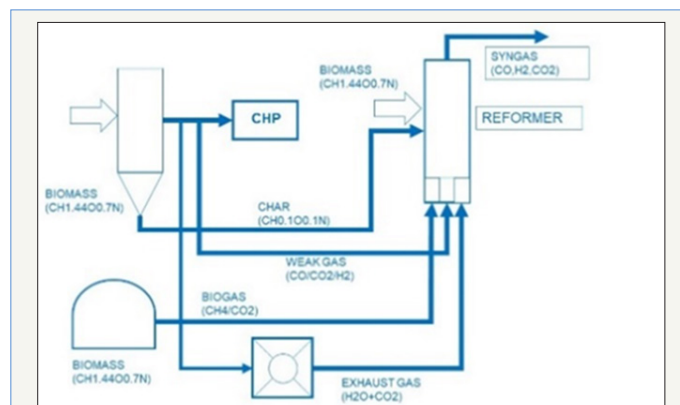 SYNGAS
(CO,H2.CO2)
BIOMASS
(CH1.44O0.7N)
CHP
REFORMER
BIOMASS
(CH1.44O0.7N)
CHAR
(CH0.1O0.1N)
WEAK GAS
(CO/CO2/H2)
BIOGAS
(CH4/CO2)
BIOMASS
(CH1.44O0.7N)
EXHAUST GAS
(H2O+CO2)